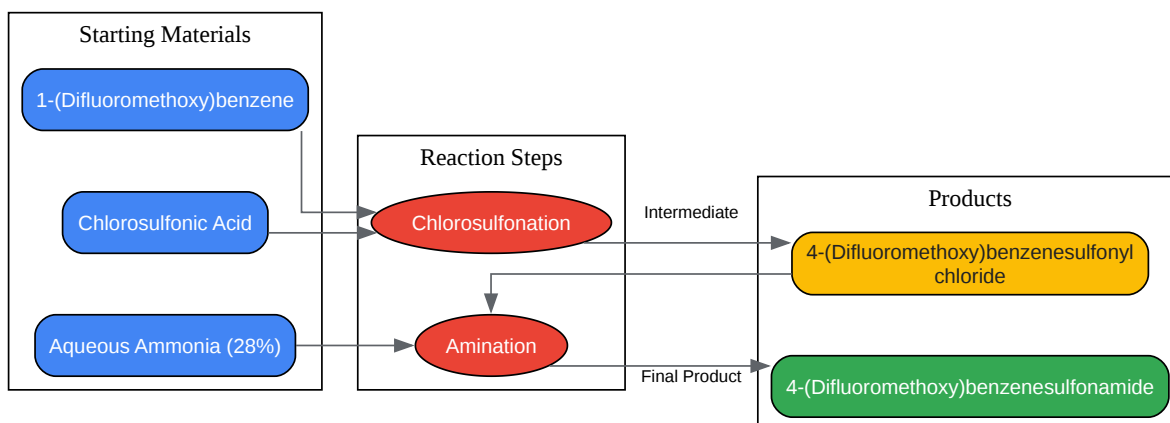 Starting Materials
1-(Difluoromethoxy)benzene
Chlorosulfonic Acid
Aqueous Ammonia (28%)
Reaction Steps
Chlorosulfonation
Amination
Intermediate
Final Product
Products
4-(Difluoromethoxy)benzenesulfonyl
chloride
4-(Difluoromethoxy)benzenesulfonamide